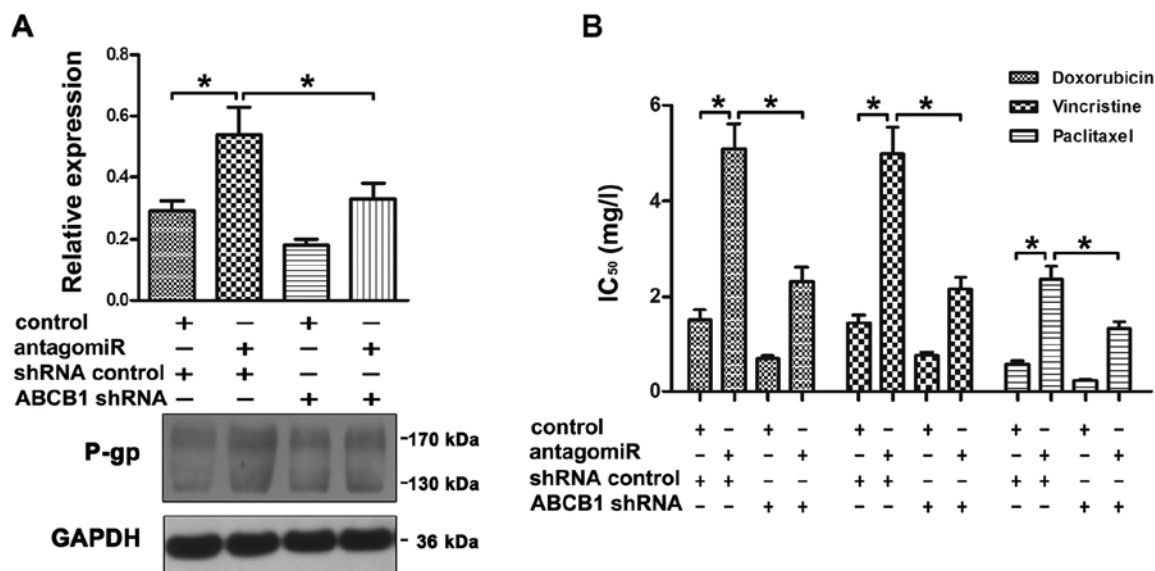 A
Relative expression
0.8
0.6
0.4
0.2
0.0
* *
control + – + –
antagomiR – + – +
shRNA control + + – –
ABCB1 shRNA – – + +
P-gp
-170 kDa
-130 kDa
GAPDH
- 36 kDa
B
Doxorubicin
Vincristine
Paclitaxel
IC50 (mg/l)
6
4
2
0
* * * * * *
control + – + – + – + – + – + –
antagomiR – + – + – + – + – + – +
shRNA control + + – – + + – – + + – –
ABCB1 shRNA – – + + – – + + – – + +